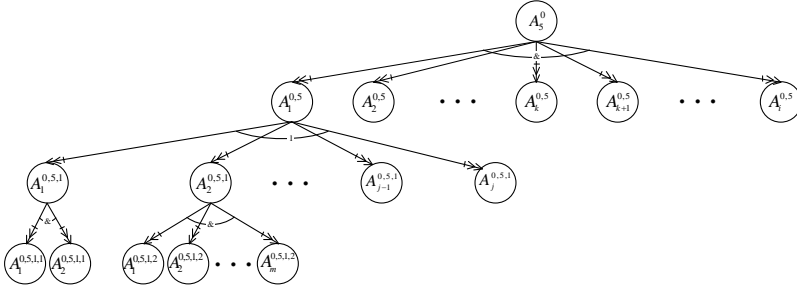 A_5^0
&
A_1^{0,5} A_2^{0,5} • • • A_k^{0,5} A_{k+1}^{0,5} • • • A_i^{0,5}
1
A_1^{0,5,1} A_2^{0,5,1} • • • A_{j-1}^{0,5,1} A_j^{0,5,1}
& &
A_1^{0,5,1,1} A_2^{0,5,1,1} A_1^{0,5,1,2} A_2^{0,5,1,2} • • • A_m^{0,5,1,2}